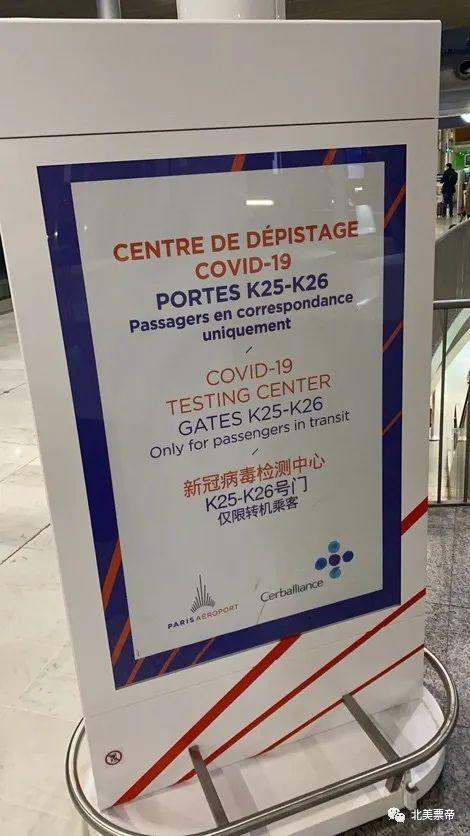 CENTRE DE DÉPISTAGE
COVID-19
PORTES K25-K26
Passagers en correspondance
uniquement
/
COVID-19
TESTING CENTER
GATES K25-K26
Only for passengers in transit
/
新冠病毒检测中心
K25-K26号门
仅限转机乘客
PARISAEROPORT
Cerballiance
北美票帝